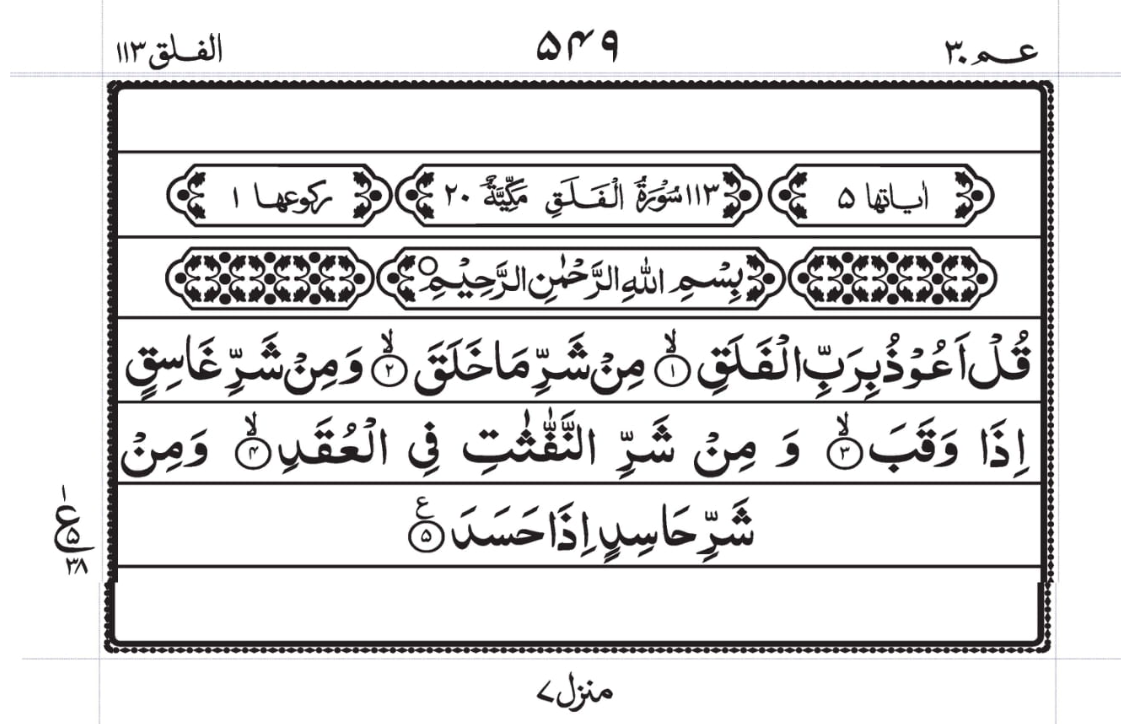 عم ۳۰ ۵۴۹ الفلق ۱۱۳
اٰیاتها ۵ ۱۱۳ سُوْرَةُ الْفَلَقِ مَكِّيَّةٌ ۲۰ رکوعها ۱
بِسْمِ اللّٰهِ الرَّحْمٰنِ الرَّحِيْمِ ○
قُلْ اَعُوْذُ بِرَبِّ الْفَلَقِ ۙ﴿۱﴾ مِنْ شَرِّ مَا خَلَقَ ۙ﴿۲﴾ وَمِنْ شَرِّ غَاسِقٍ
اِذَا وَقَبَ ۙ﴿۳﴾ وَ مِنْ شَرِّ النَّفّٰثٰتِ فِی الْعُقَدِ ۙ﴿۴﴾ وَمِنْ
شَرِّ حَاسِدٍ اِذَا حَسَدَ ﴿۵﴾ ع
۱ ع ۵ ۳۸
منزل ۷